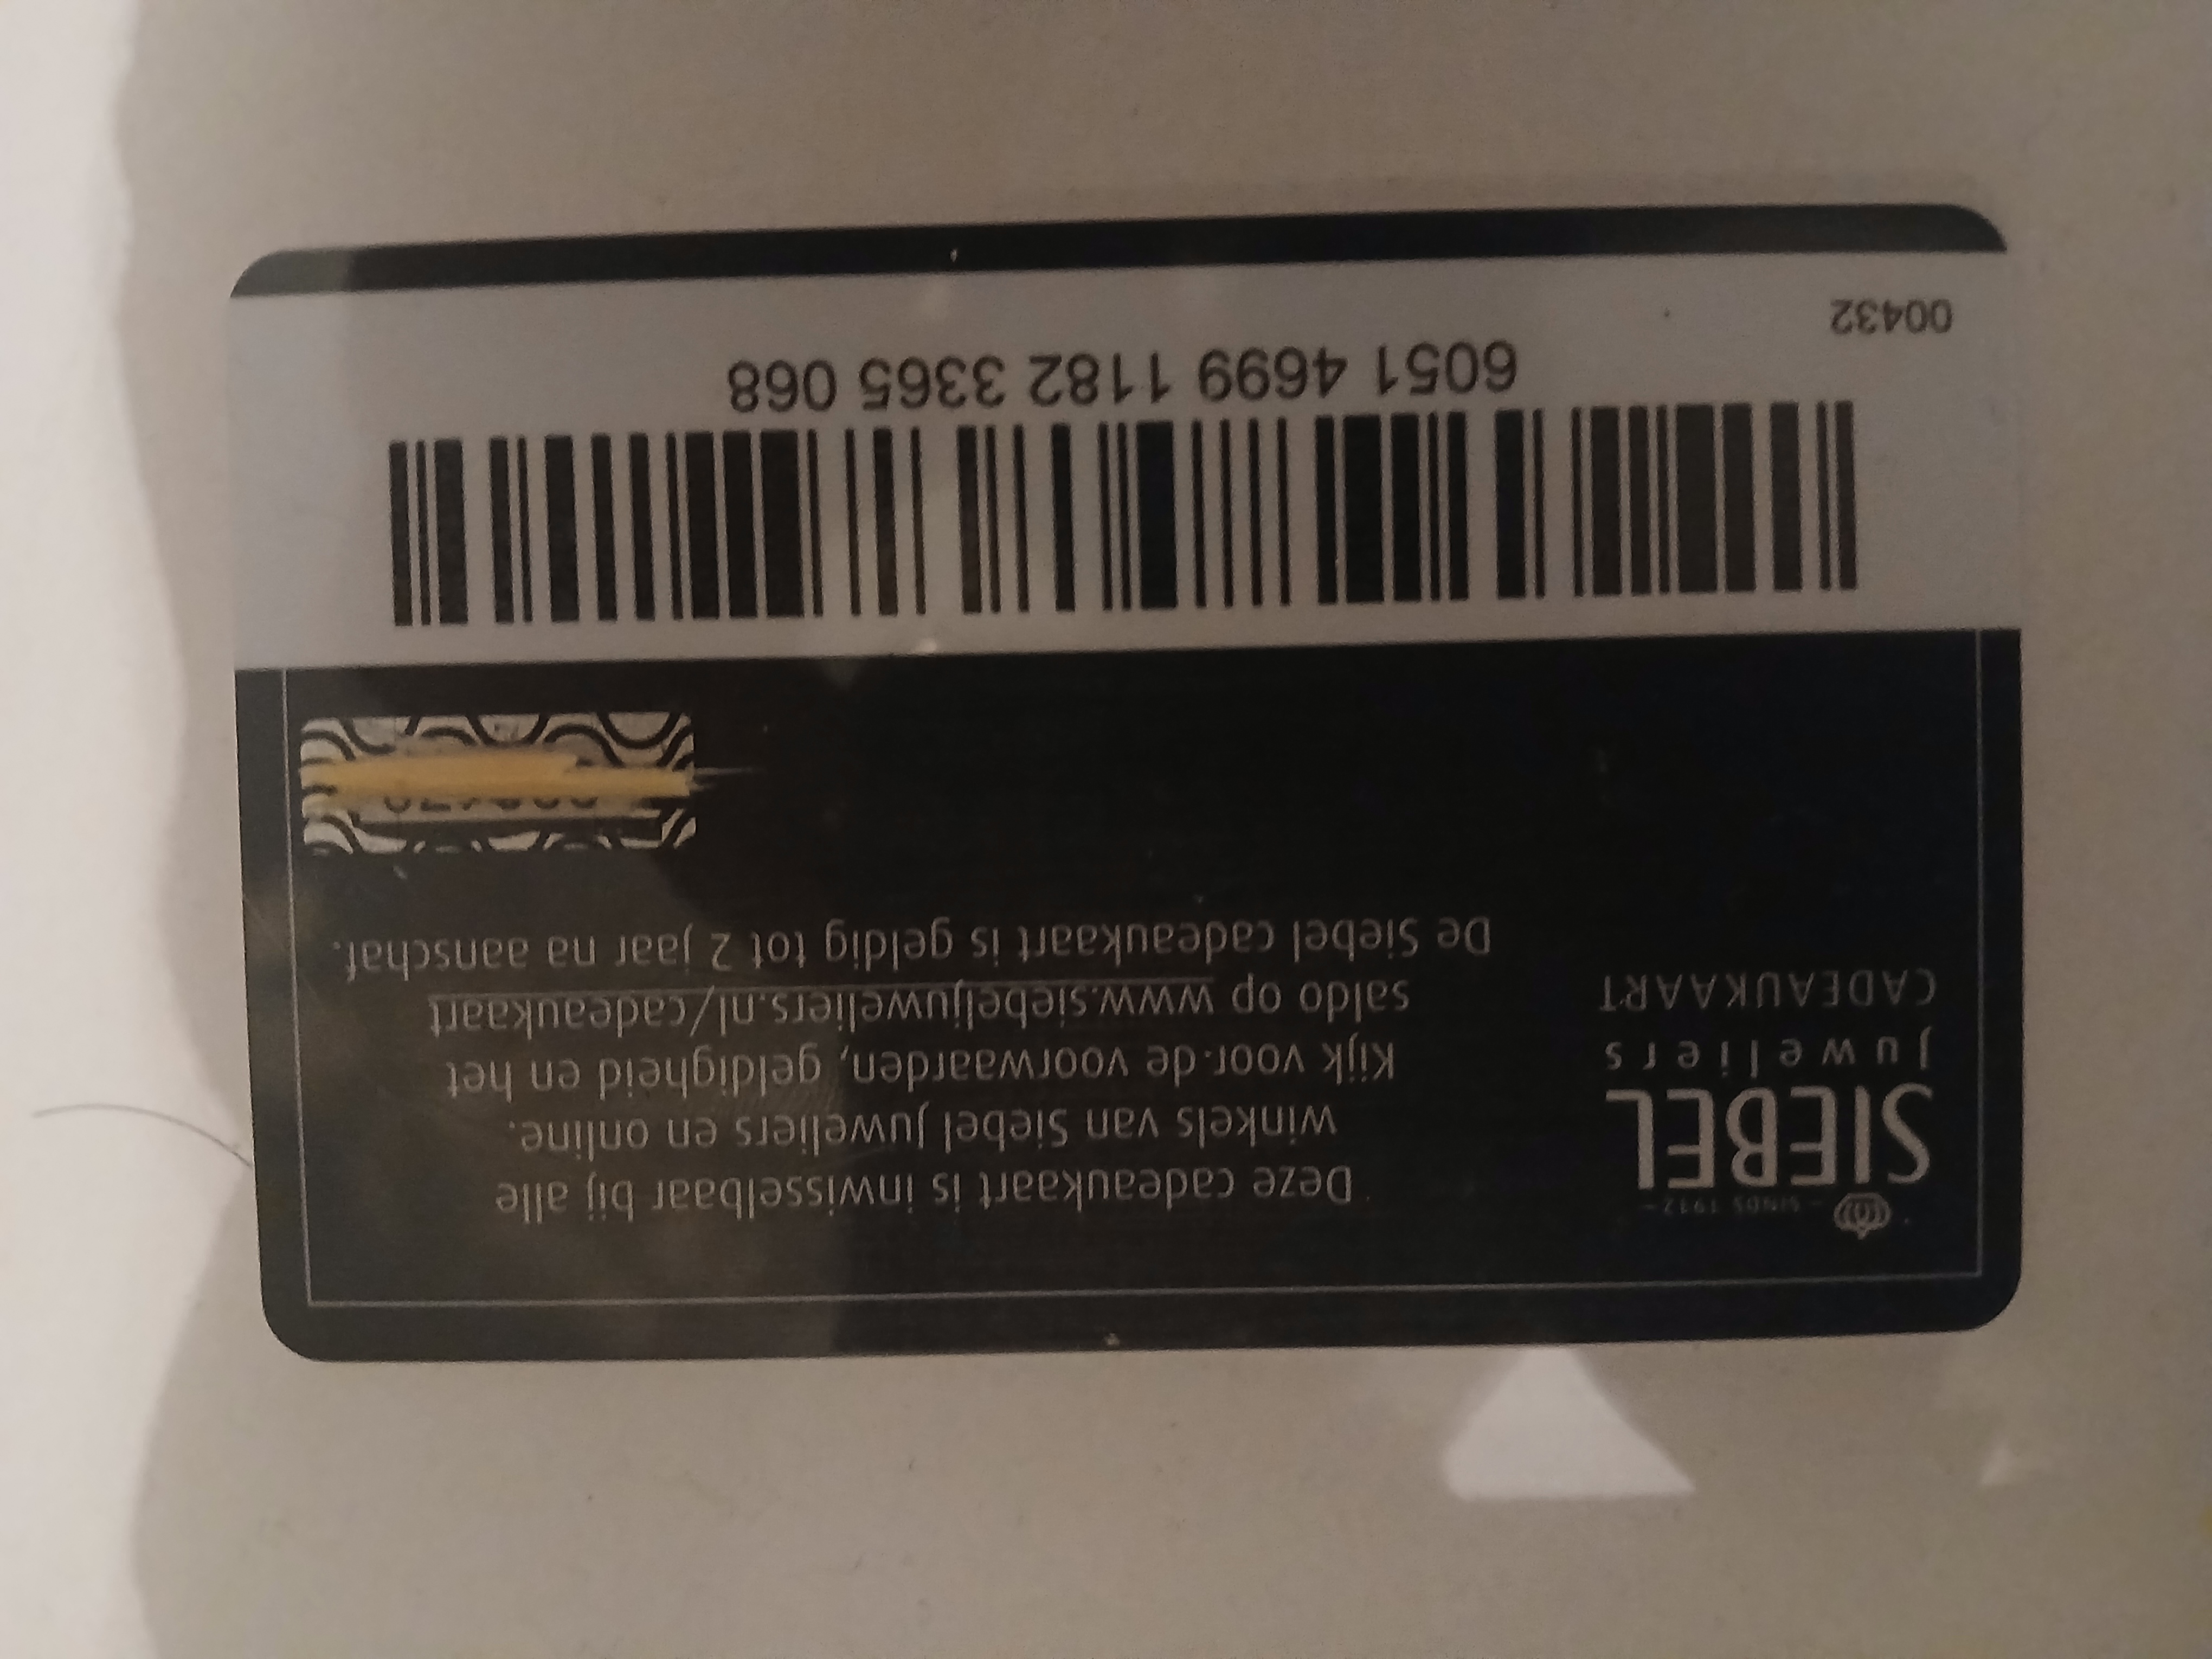 SINDS 1912
SIEBEL
Juweliers
CADEAUKAART
Deze cadeaukaart is inwisselbaar bij alle
winkels van Siebel Juweliers en online.
Kijk voor de voorwaarden, geldigheid en het
saldo op www.siebeljuweliers.nl/cadeaukaart
De Siebel cadeaukaart is geldig tot 2 jaar na aanschaf.
6051 4699 1182 3365 068
00432